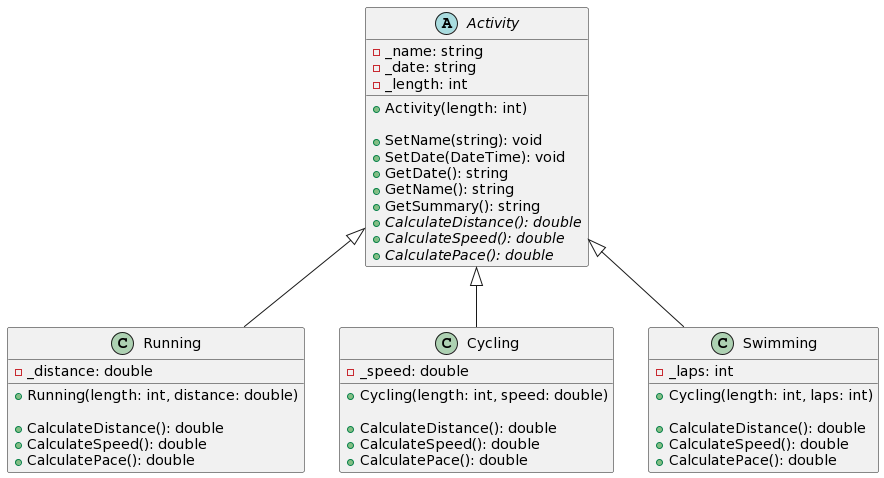 A Activity
_name: string
_date: string
_length: int
Activity(length: int)
SetName(string): void
SetDate(DateTime): void
GetDate(): string
GetName(): string
GetSummary(): string
CalculateDistance(): double
CalculateSpeed(): double
CalculatePace(): double
C Running
_distance: double
Running(length: int, distance: double)
CalculateDistance(): double
CalculateSpeed(): double
CalculatePace(): double
C Cycling
_speed: double
Cycling(length: int, speed: double)
CalculateDistance(): double
CalculateSpeed(): double
CalculatePace(): double
C Swimming
_laps: int
Cycling(length: int, laps: int)
CalculateDistance(): double
CalculateSpeed(): double
CalculatePace(): double